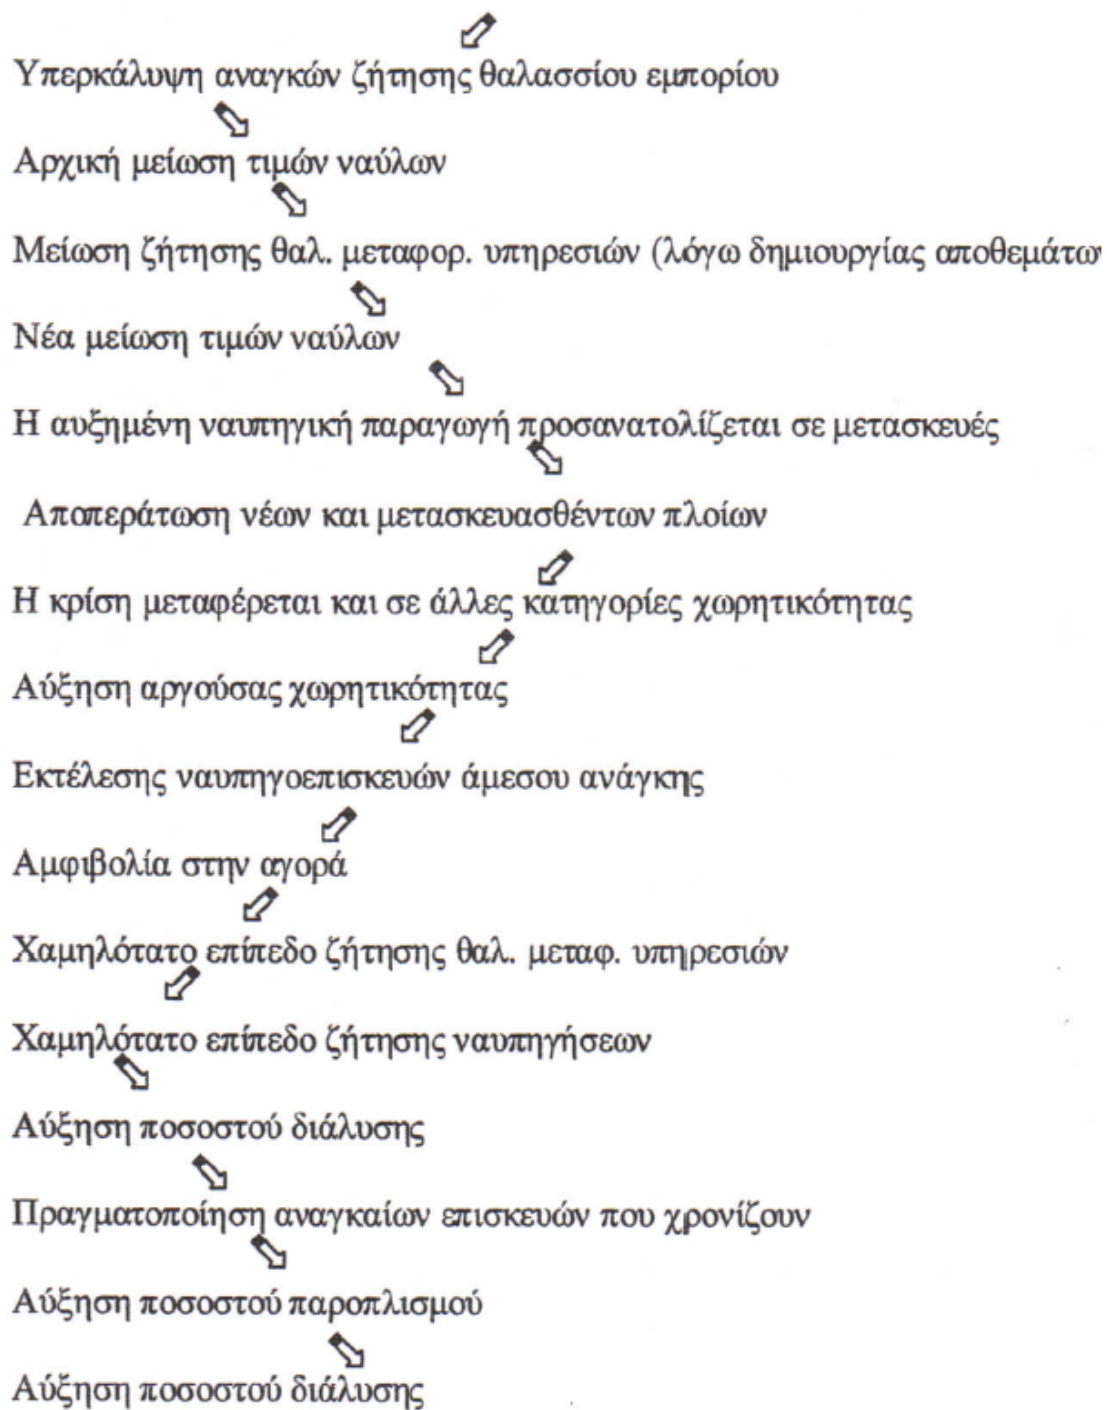 Υπερκάλυψη αναγκών ζήτησης θαλασσίου εμπορίου
Αρχική μείωση τιμών ναύλων
Μείωση ζήτησης θαλ. μεταφορ. υπηρεσιών (λόγω δημιουργίας αποθεμάτων
Νέα μείωση τιμών ναύλων
Η αυξημένη ναυπηγική παραγωγή προσανατολίζεται σε μετασκευές
Αποπεράτωση νέων και μετασκευασθέντων πλοίων
Η κρίση μεταφέρεται και σε άλλες κατηγορίες χωρητικότητας
Αύξηση αργούσας χωρητικότητας
Εκτέλεσης ναυπηγοεπισκευών άμεσου ανάγκης
Αμφιβολία στην αγορά
Χαμηλότατο επίπεδο ζήτησης θαλ. μεταφ. υπηρεσιών
Χαμηλότατο επίπεδο ζήτησης ναυπηγήσεων
Αύξηση ποσοστού διάλυσης
Πραγματοποίηση αναγκαίων επισκευών που χρονίζουν
Αύξηση ποσοστού παροπλισμού
Αύξηση ποσοστού διάλυσης